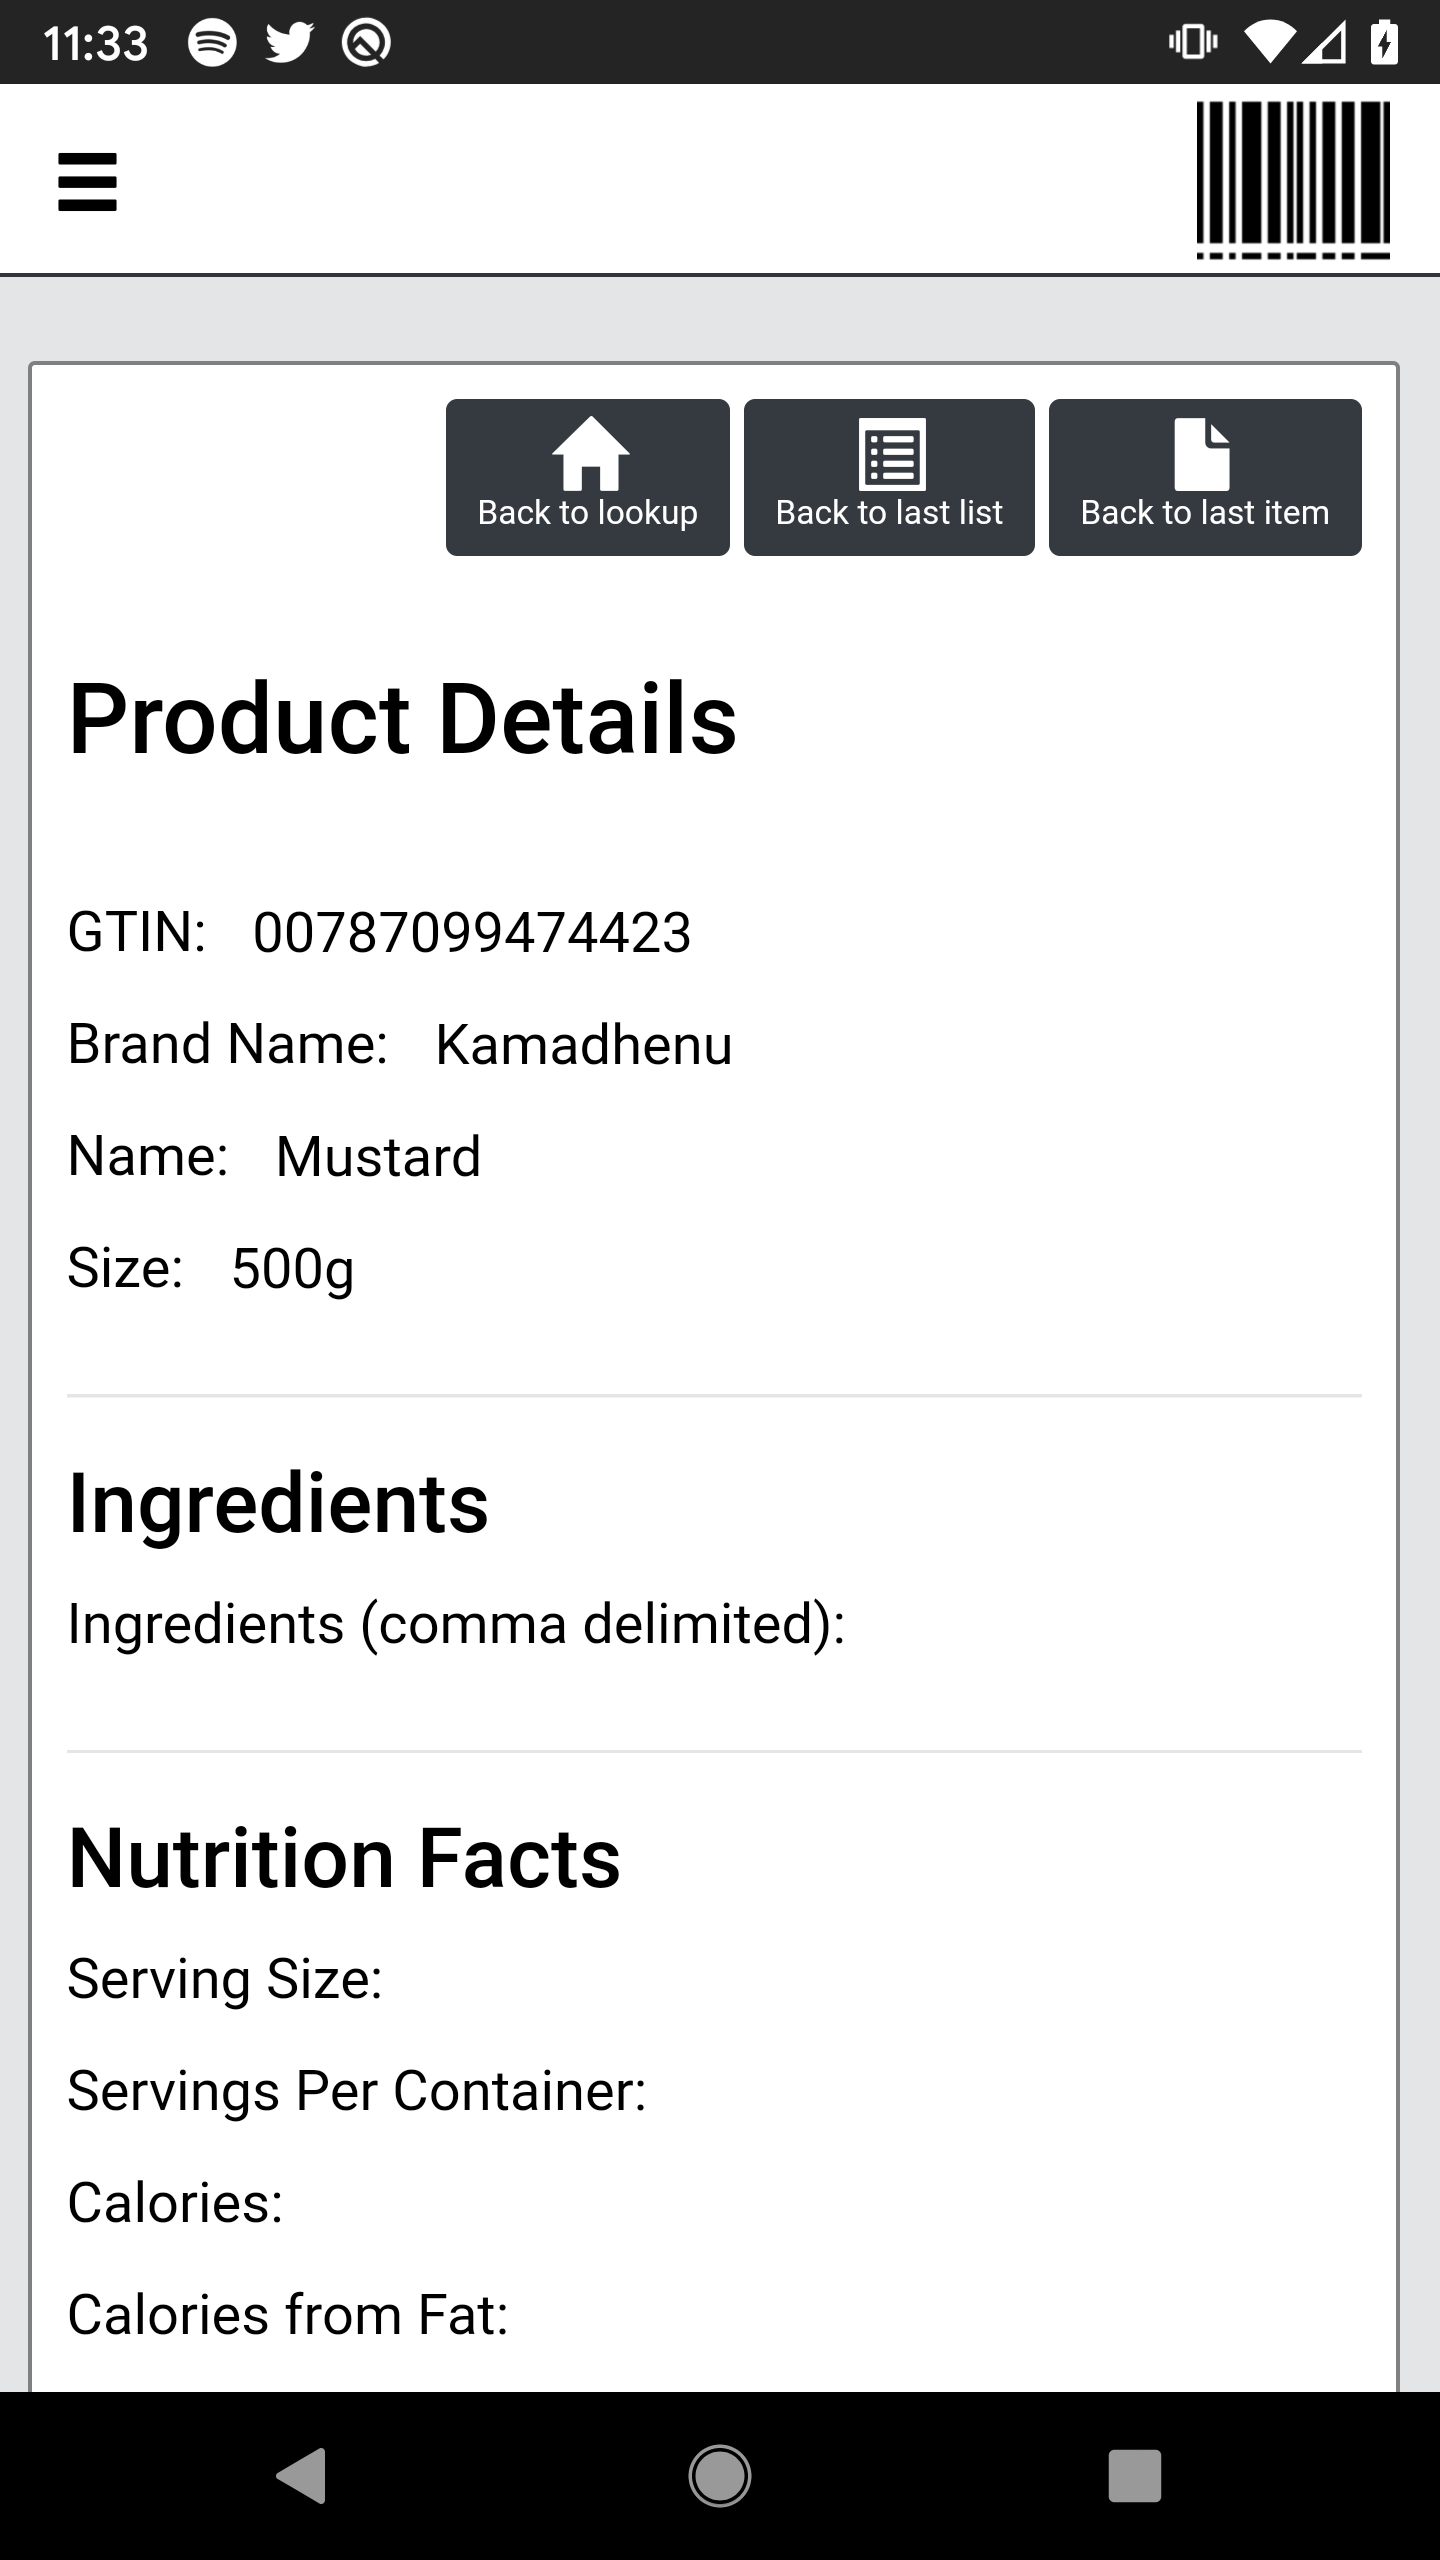 11:33
Back to lookup Back to last list Back to last item
Product Details
GTIN: 00787099474423
Brand Name: Kamadhenu
Name: Mustard
Size: 500g
Ingredients
Ingredients (comma delimited):
Nutrition Facts
Serving Size:
Servings Per Container:
Calories:
Calories from Fat: